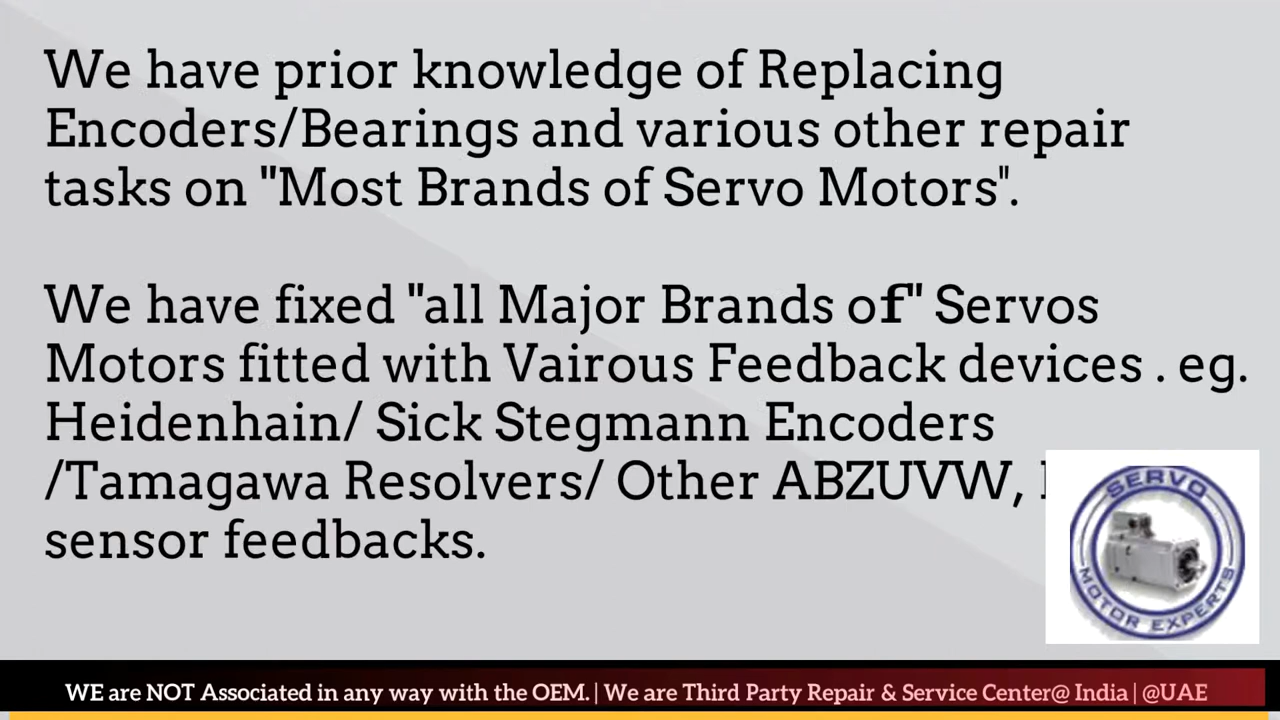 We have prior knowledge of Replacing
Encoders/Bearings and various other repair
tasks on "Most Brands of Servo Motors".
We have fixed "all Major Brands of" Servos
Motors fitted with Vairous Feedback devices . eg.
Heidenhain/ Sick Stegmann Encoders
/Tamagawa Resolvers/ Other ABZUVW,
sensor feedbacks.
SERVO
MOTOR EXPERTS
WE are NOT Associated in any way with the OEM. | We are Third Party Repair & Service Center@ India | @UAE